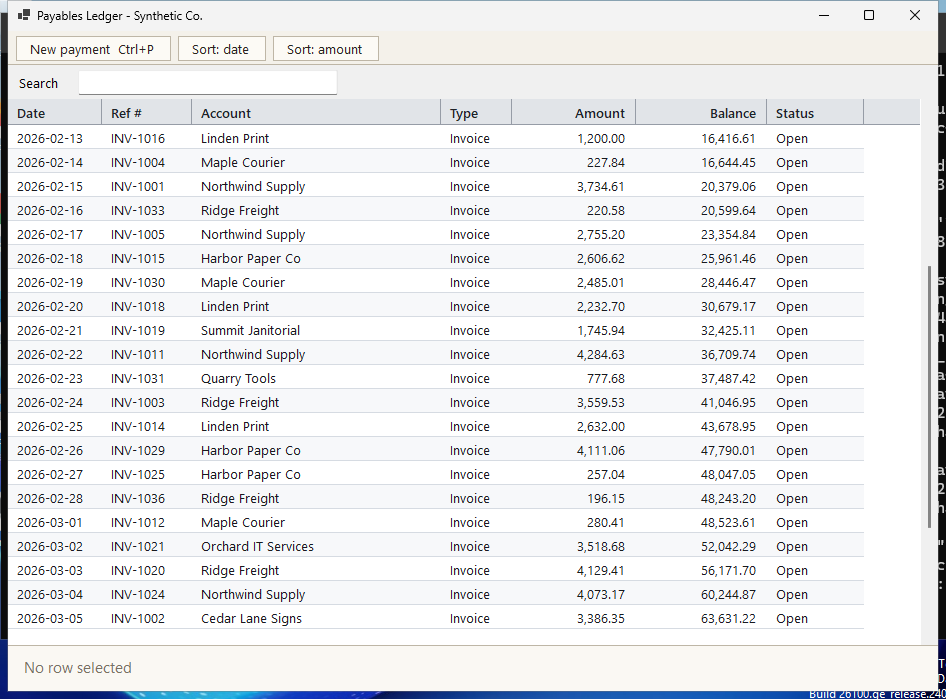 Payables Ledger - Synthetic Co.
New payment Ctrl+P Sort: date Sort: amount
Search
Date Ref # Account Type Amount Balance Status
2026-02-13 INV-1016 Linden Print Invoice 1,200.00 16,416.61 Open
2026-02-14 INV-1004 Maple Courier Invoice 227.84 16,644.45 Open
2026-02-15 INV-1001 Northwind Supply Invoice 3,734.61 20,379.06 Open
2026-02-16 INV-1033 Ridge Freight Invoice 220.58 20,599.64 Open
2026-02-17 INV-1005 Northwind Supply Invoice 2,755.20 23,354.84 Open
2026-02-18 INV-1015 Harbor Paper Co Invoice 2,606.62 25,961.46 Open
2026-02-19 INV-1030 Maple Courier Invoice 2,485.01 28,446.47 Open
2026-02-20 INV-1018 Linden Print Invoice 2,232.70 30,679.17 Open
2026-02-21 INV-1019 Summit Janitorial Invoice 1,745.94 32,425.11 Open
2026-02-22 INV-1011 Northwind Supply Invoice 4,284.63 36,709.74 Open
2026-02-23 INV-1031 Quarry Tools Invoice 777.68 37,487.42 Open
2026-02-24 INV-1003 Ridge Freight Invoice 3,559.53 41,046.95 Open
2026-02-25 INV-1014 Linden Print Invoice 2,632.00 43,678.95 Open
2026-02-26 INV-1029 Harbor Paper Co Invoice 4,111.06 47,790.01 Open
2026-02-27 INV-1025 Harbor Paper Co Invoice 257.04 48,047.05 Open
2026-02-28 INV-1036 Ridge Freight Invoice 196.15 48,243.20 Open
2026-03-01 INV-1012 Maple Courier Invoice 280.41 48,523.61 Open
2026-03-02 INV-1021 Orchard IT Services Invoice 3,518.68 52,042.29 Open
2026-03-03 INV-1020 Ridge Freight Invoice 4,129.41 56,171.70 Open
2026-03-04 INV-1024 Northwind Supply Invoice 4,073.17 60,244.87 Open
2026-03-05 INV-1002 Cedar Lane Signs Invoice 3,386.35 63,631.22 Open
No row selected
Build 26100.ge_release.240